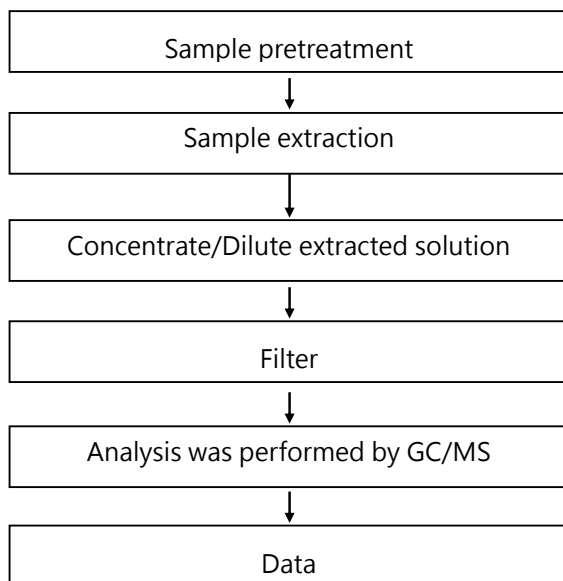 Sample pretreatment
Sample extraction
Concentrate/Dilute extracted solution
Filter
Analysis was performed by GC/MS
Data